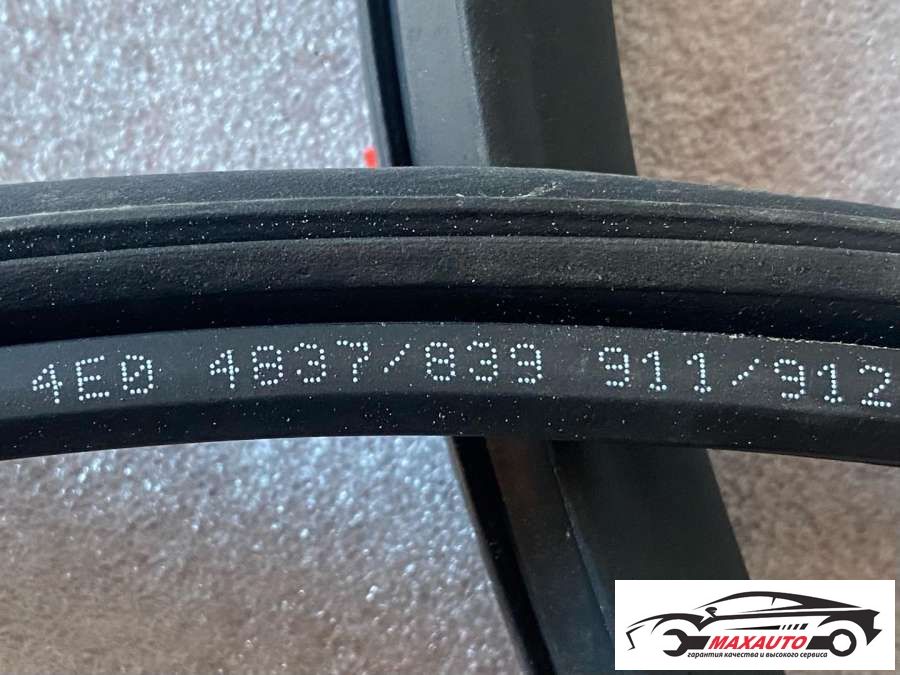 4E0 4837/839 911/912
MAXAUTO
гарантия качества и высокого сервиса